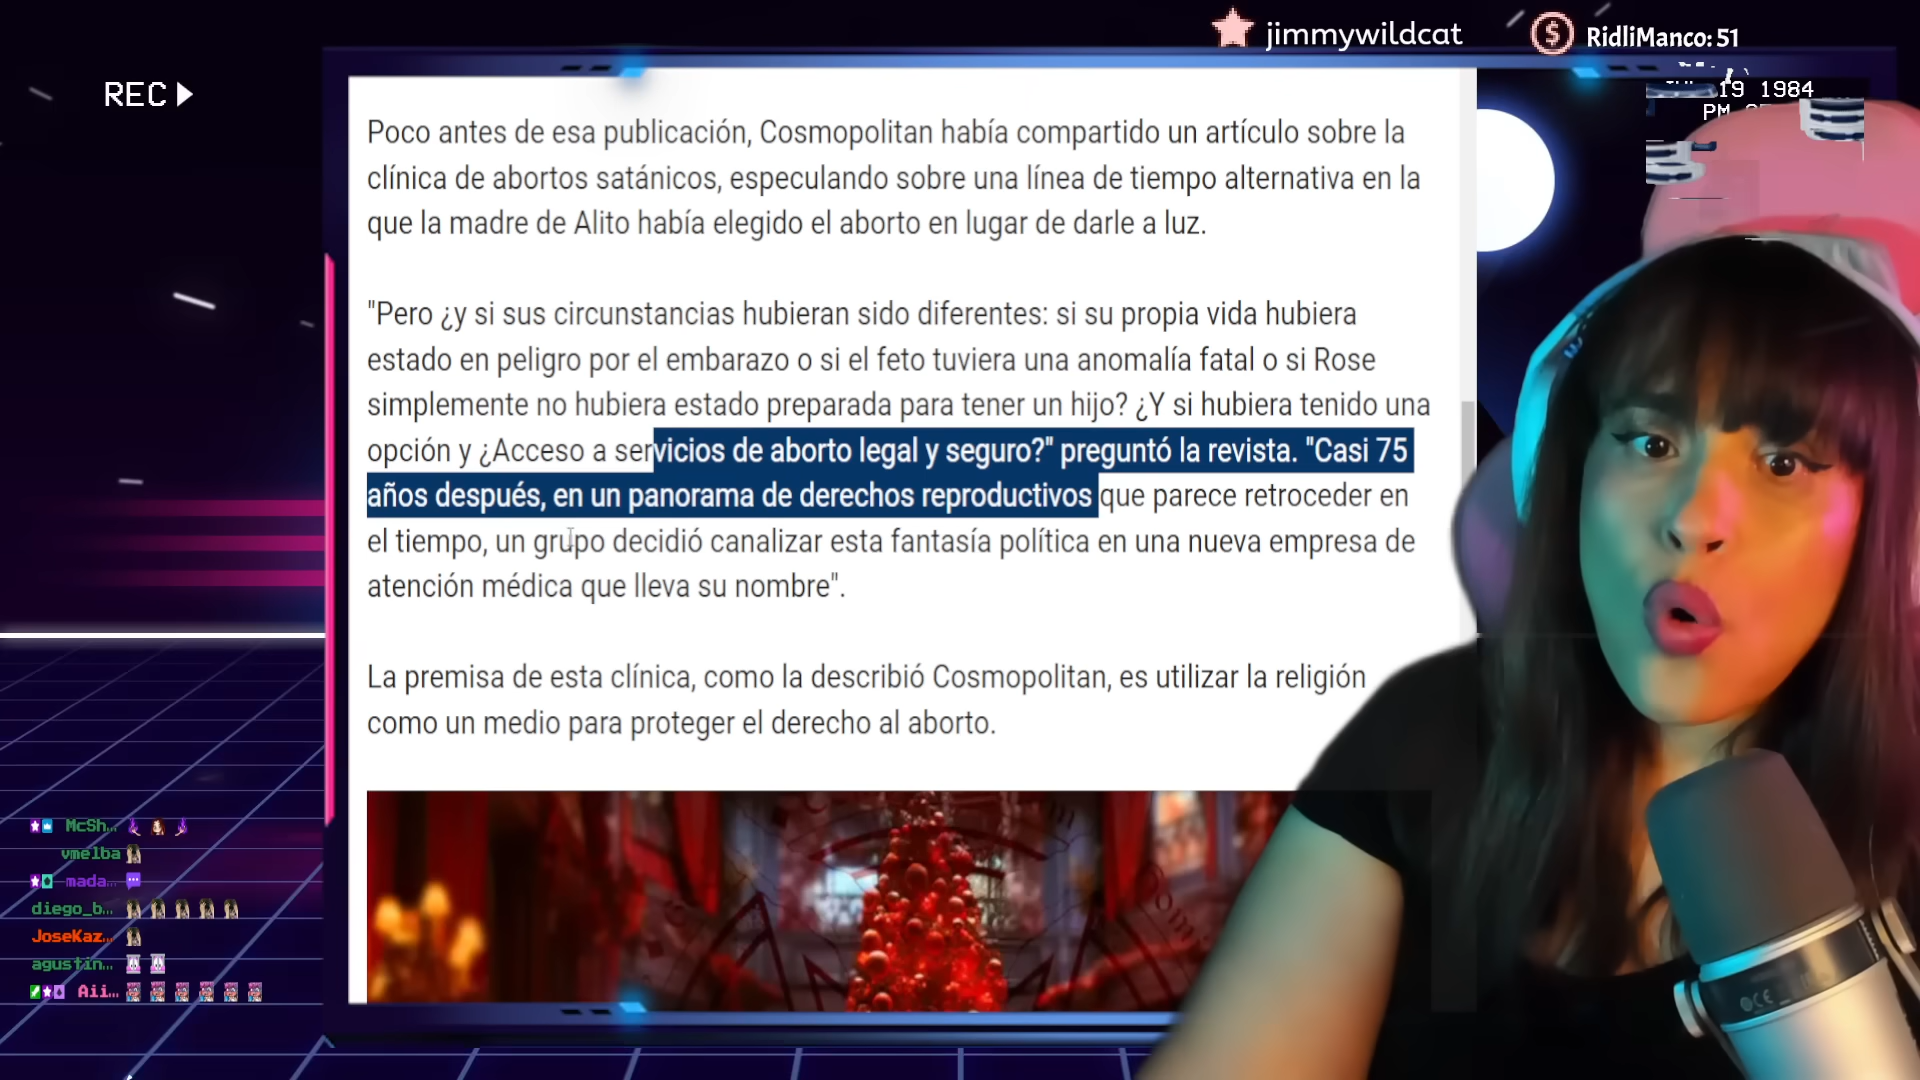 jimmywildcat
RidliManco: 51
REC
19 1984
PM
Poco antes de esa publicación, Cosmopolitan había compartido un artículo sobre la
clínica de abortos satánicos, especulando sobre una línea de tiempo alternativa en la
que la madre de Alito había elegido el aborto en lugar de darle a luz.
"Pero ¿y si sus circunstancias hubieran sido diferentes: si su propia vida hubiera
estado en peligro por el embarazo o si el feto tuviera una anomalía fatal o si Rose
simplemente no hubiera estado preparada para tener un hijo? ¿Y si hubiera tenido una
opción y ¿Acceso a servicios de aborto legal y seguro?" preguntó la revista. "Casi 75
años después, en un panorama de derechos reproductivos que parece retroceder en
el tiempo, un grupo decidió canalizar esta fantasía política en una nueva empresa de
atención médica que lleva su nombre".
La premisa de esta clínica, como la describió Cosmopolitan, es utilizar la religión
como un medio para proteger el derecho al aborto.
McSh...
vmelba
mada...
diego_b...
JoseKaz...
agustin...
Aii...